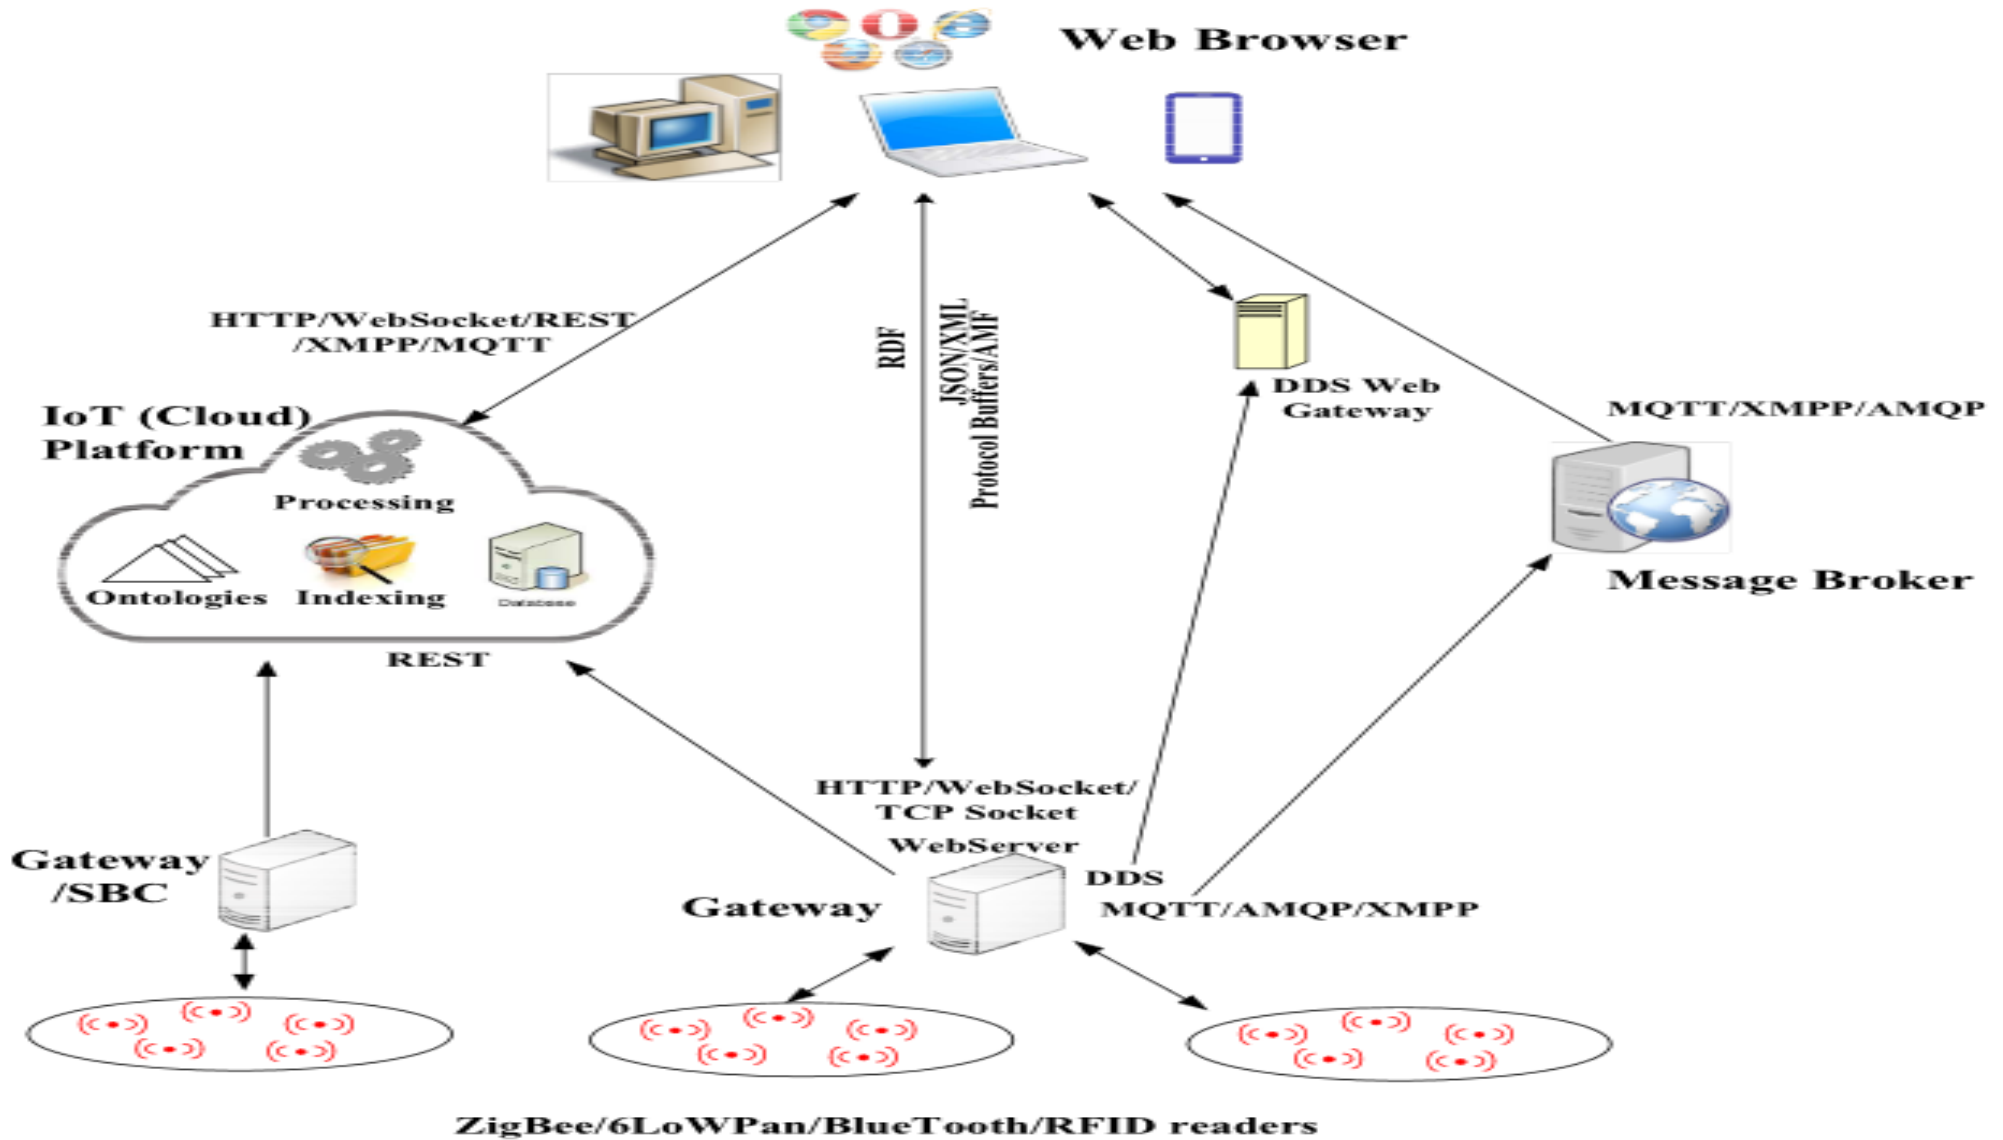 Web Browser
HTTP/WebSocket/REST
/XMPP/MQTT
RDF
JSON/XML
Protocol Buffers/AMF
DDS Web
Gateway
MQTT/XMPP/AMQP
IoT (Cloud)
Platform
Processing
Ontologies
Indexing
Database
Message Broker
REST
HTTP/WebSocket/
TCP Socket
WebServer
Gateway
/SBC
Gateway
DDS
MQTT/AMQP/XMPP
ZigBee/6LoWPan/BlueTooth/RFID readers